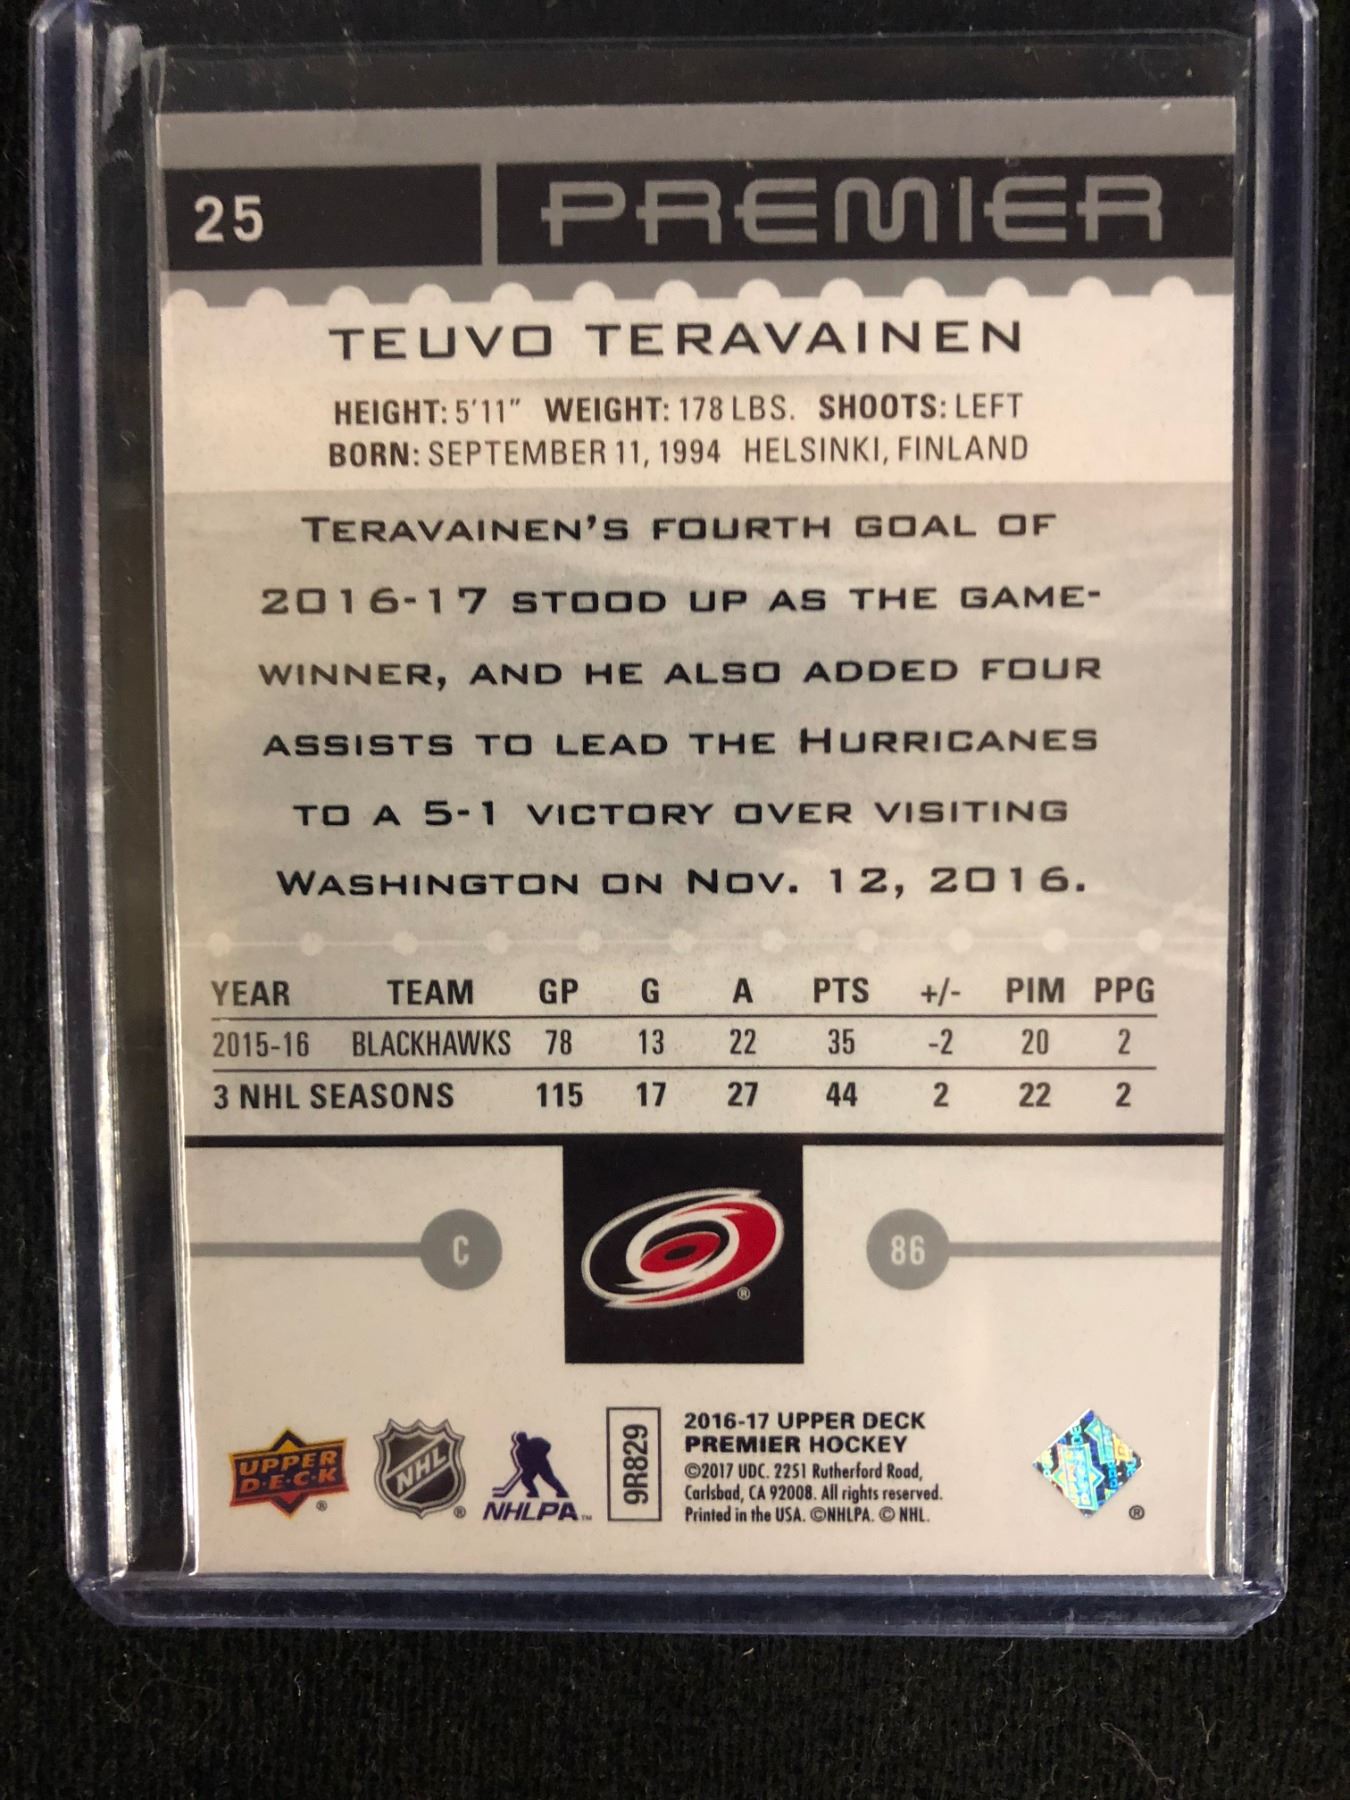 25 PREMIER
TEUVO TERAVAINEN
HEIGHT: 5'11" WEIGHT: 178 LBS. SHOOTS: LEFT
BORN: SEPTEMBER 11, 1994 HELSINKI, FINLAND
TERAVAINEN'S FOURTH GOAL OF
2016-17 STOOD UP AS THE GAME-
WINNER, AND HE ALSO ADDED FOUR
ASSISTS TO LEAD THE HURRICANES
TO A 5-1 VICTORY OVER VISITING
WASHINGTON ON NOV. 12, 2016.
YEAR TEAM GP G A PTS +/- PIM PPG
2015-16 BLACKHAWKS 78 13 22 35 -2 20 2
3 NHL SEASONS 115 17 27 44 2 22 2
C 86
®
UPPER
D·E·C·K
®
NHL
®
NHLPA™
9R829
2016-17 UPPER DECK
PREMIER HOCKEY
©2017 UDC. 2251 Rutherford Road,
Carlsbad, CA 92008. All rights reserved.
Printed in the USA. ©NHLPA. © NHL.
®